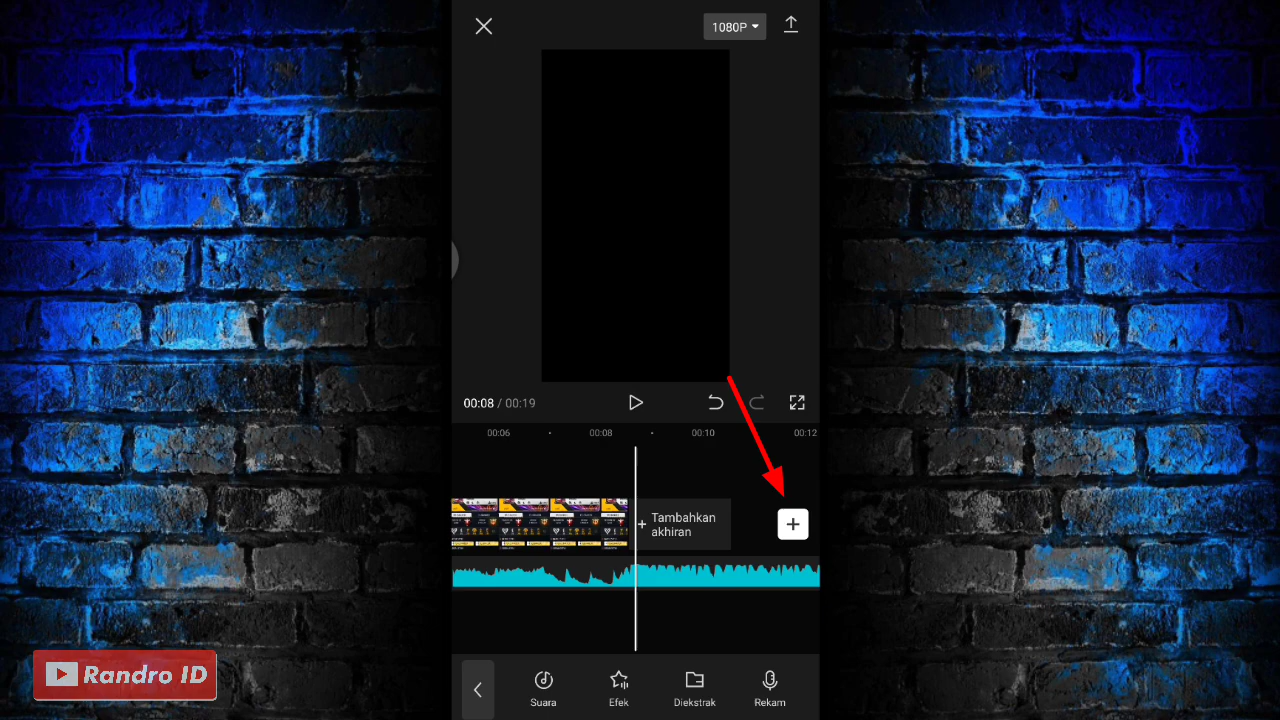 1080P
00:08 / 00:19
00:06
00:08
00:10
00:12
+ Tambahkan
akhiran
Suara
Efek
Diekstrak
Rekam
Randro ID